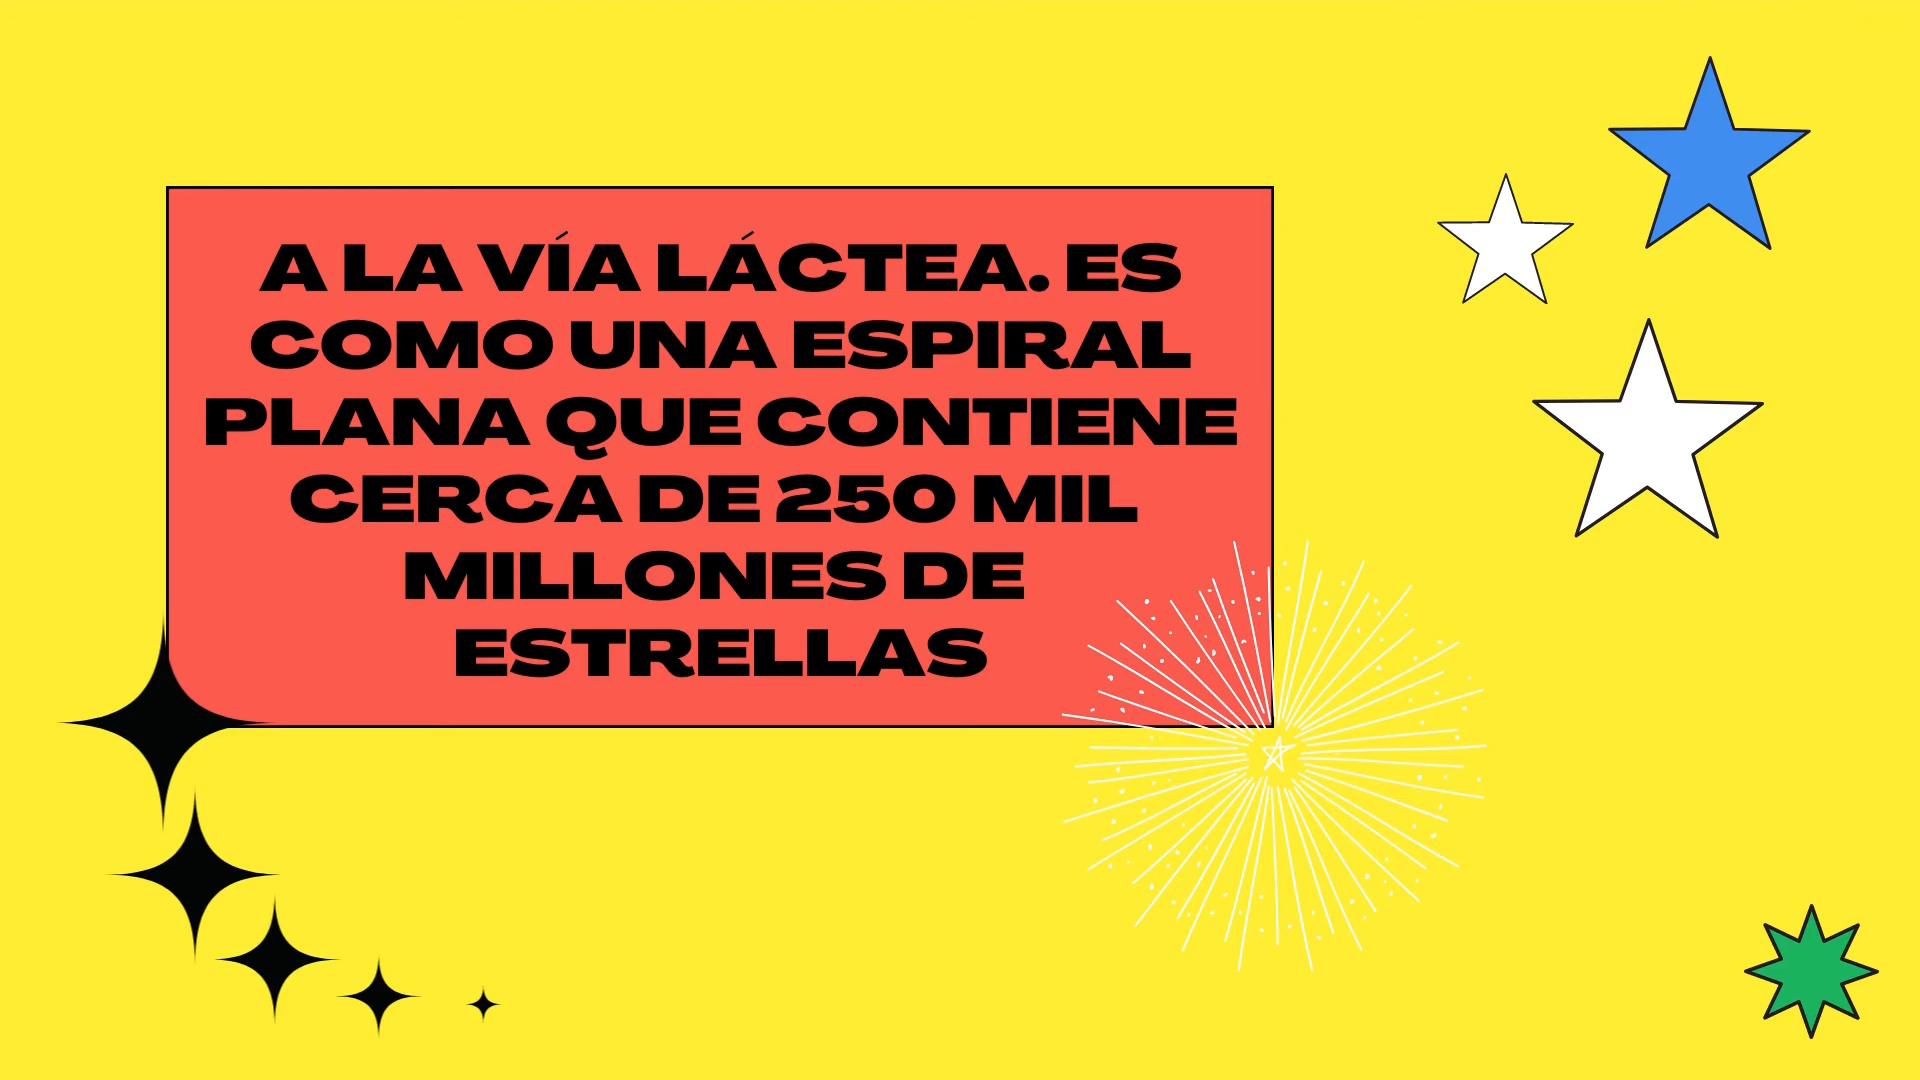 A LA VÍA LÁCTEA. ES
COMO UNA ESPIRAL
PLANA QUE CONTIENE
CERCA DE 250 MIL
MILLONES DE
ESTRELLAS